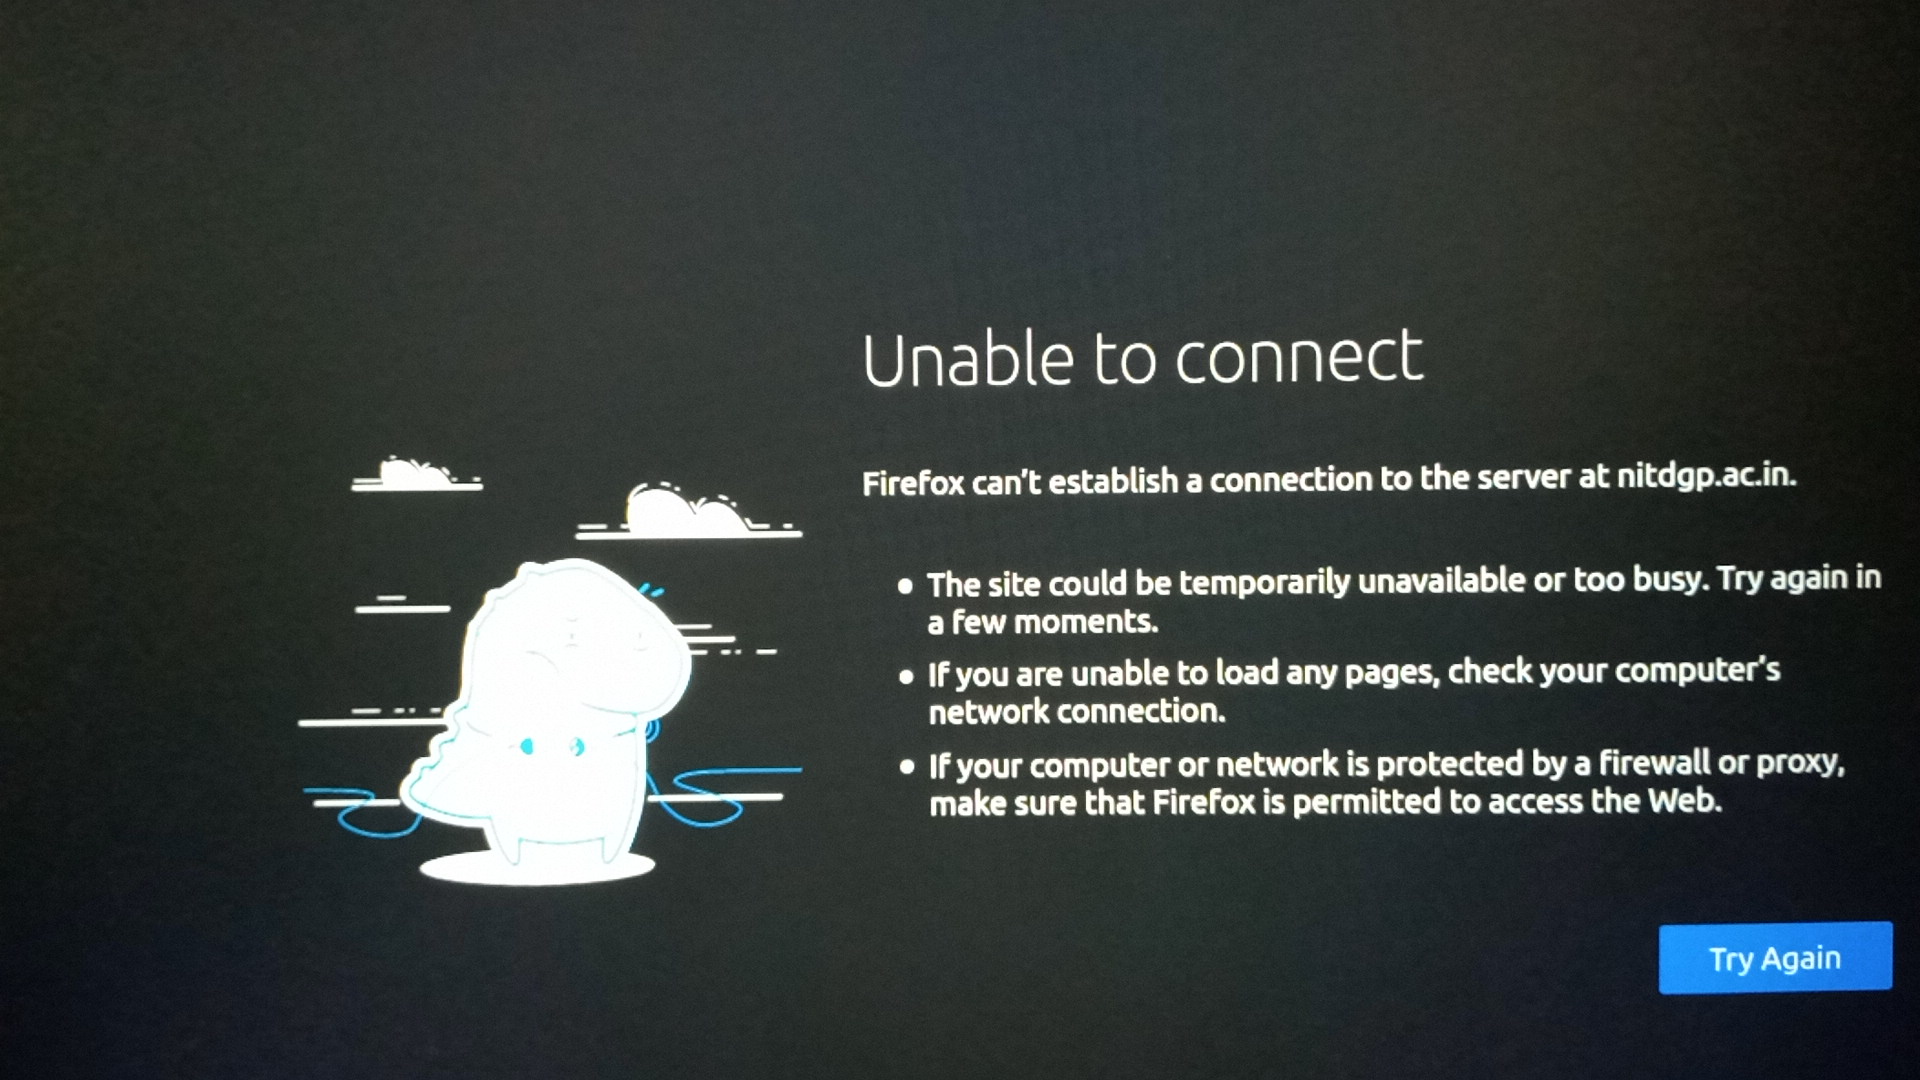 Unable to connect
Firefox can’t establish a connection to the server at nitdgp.ac.in.
• The site could be temporarily unavailable or too busy. Try again in
a few moments.
• If you are unable to load any pages, check your computer’s
network connection.
• If your computer or network is protected by a firewall or proxy,
make sure that Firefox is permitted to access the Web.
Try Again